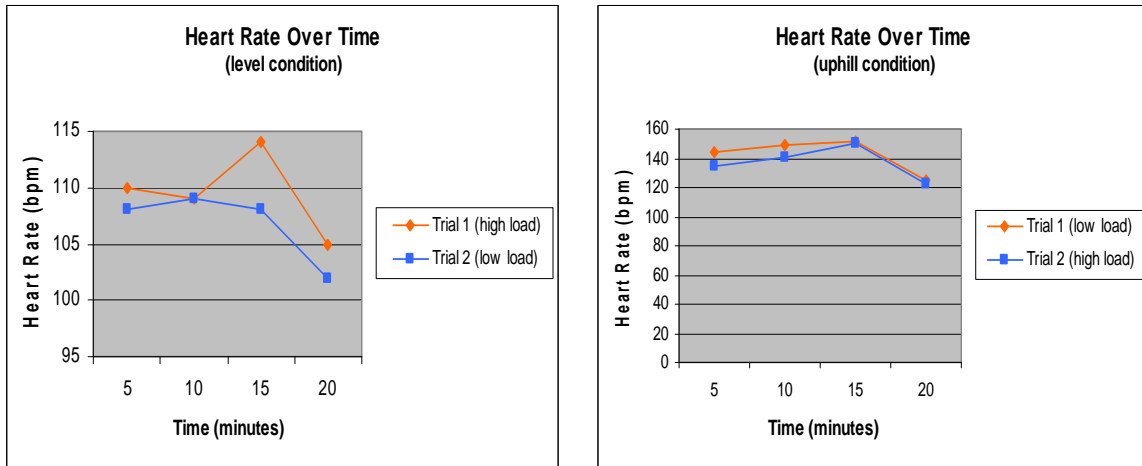 Heart Rate Over Time
(level condition)
115
110
105
100
95
Heart Rate (bpm)
5 10 15 20
Time (minutes)
Trial 1 (high load)
Trial 2 (low load)
Heart Rate Over Time
(uphill condition)
160
140
120
100
80
60
40
20
0
Heart Rate (bpm)
5 10 15 20
Time (minutes)
Trial 1 (low load)
Trial 2 (high load)